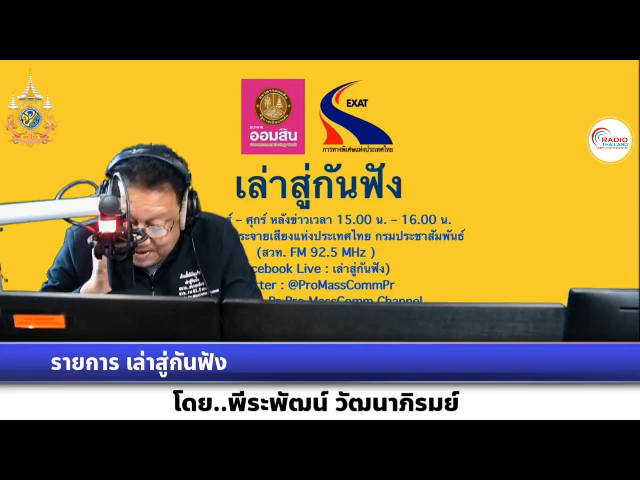 EXAT
ออมสิน
การทางพิเศษแห่งประเทศไทย
RADIO
THAILAND
เล่าสู่กันฟัง
– ศุกร์ หลังข่าวเวลา 15.00 น. – 16.00 น.
ระจายเสียงแห่งประเทศไทย กรมประชาสัมพันธ์
(สวท. FM 92.5 MHz )
cebook Live : เล่าสู่กันฟัง)
ter : @ProMassCommPr
Pr Pro MassComm Channel
รายการ เล่าสู่กันฟัง
โดย..พีระพัฒน์ วัฒนาภิรมย์